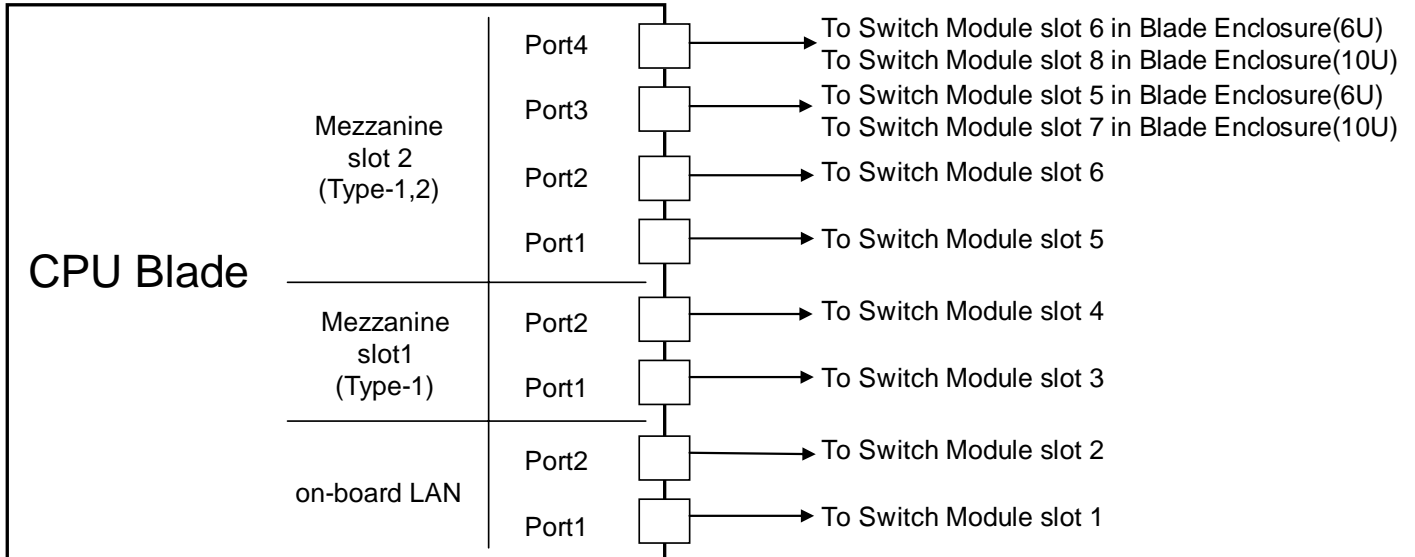 Port4
To Switch Module slot 6 in Blade Enclosure(6U)
To Switch Module slot 8 in Blade Enclosure(10U)
Port3
To Switch Module slot 5 in Blade Enclosure(6U)
To Switch Module slot 7 in Blade Enclosure(10U)
Mezzanine
slot 2
(Type-1,2)
Port2
To Switch Module slot 6
Port1
To Switch Module slot 5
CPU Blade
Mezzanine
slot1
(Type-1)
Port2
To Switch Module slot 4
Port1
To Switch Module slot 3
on-board LAN
Port2
To Switch Module slot 2
Port1
To Switch Module slot 1